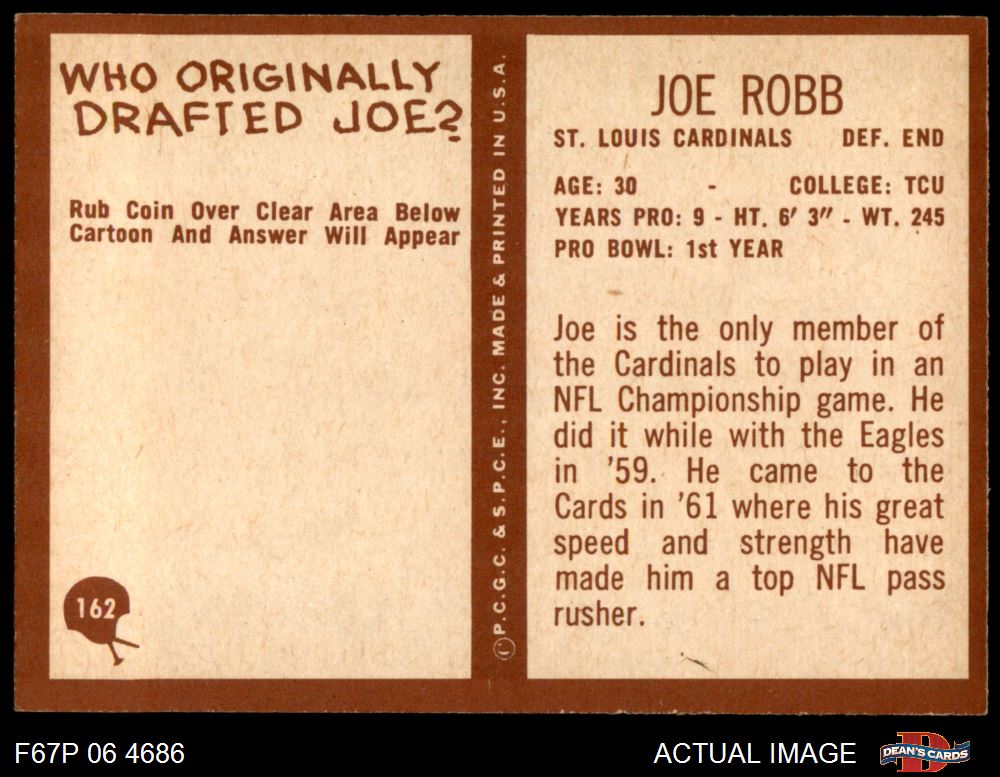 WHO ORIGINALLY
DRAFTED JOE?
Rub Coin Over Clear Area Below
Cartoon And Answer Will Appear
162
©P.C.G.C. & S.P.C.E., INC. MADE & PRINTED IN U.S.A.
JOE ROBB
ST. LOUIS CARDINALS DEF. END
AGE: 30 - COLLEGE: TCU
YEARS PRO: 9 - HT. 6' 3" - WT. 245
PRO BOWL: 1st YEAR
Joe is the only member of
the Cardinals to play in an
NFL Championship game. He
did it while with the Eagles
in '59. He came to the
Cards in '61 where his great
speed and strength have
made him a top NFL pass
rusher.
F67P 06 4686
ACTUAL IMAGE
D
DEAN'S CARDS